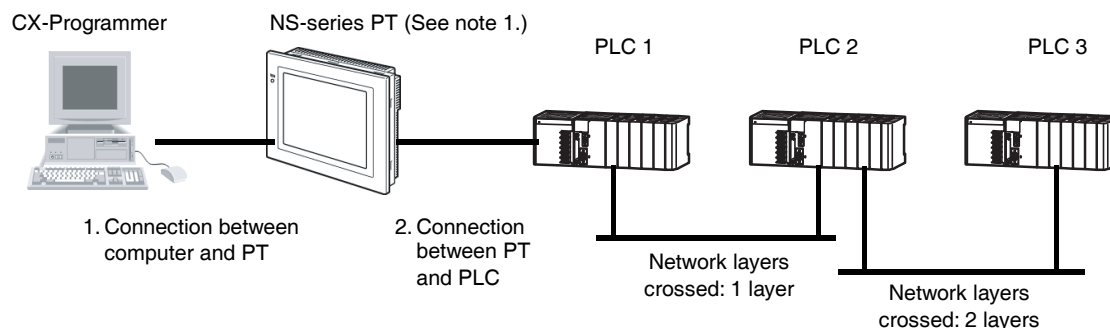 CX-Programmer
NS-series PT (See note 1.)
PLC 1
PLC 2
PLC 3
1. Connection between
computer and PT
2. Connection
between PT
and PLC
Network layers
crossed: 1 layer
Network layers
crossed: 2 layers